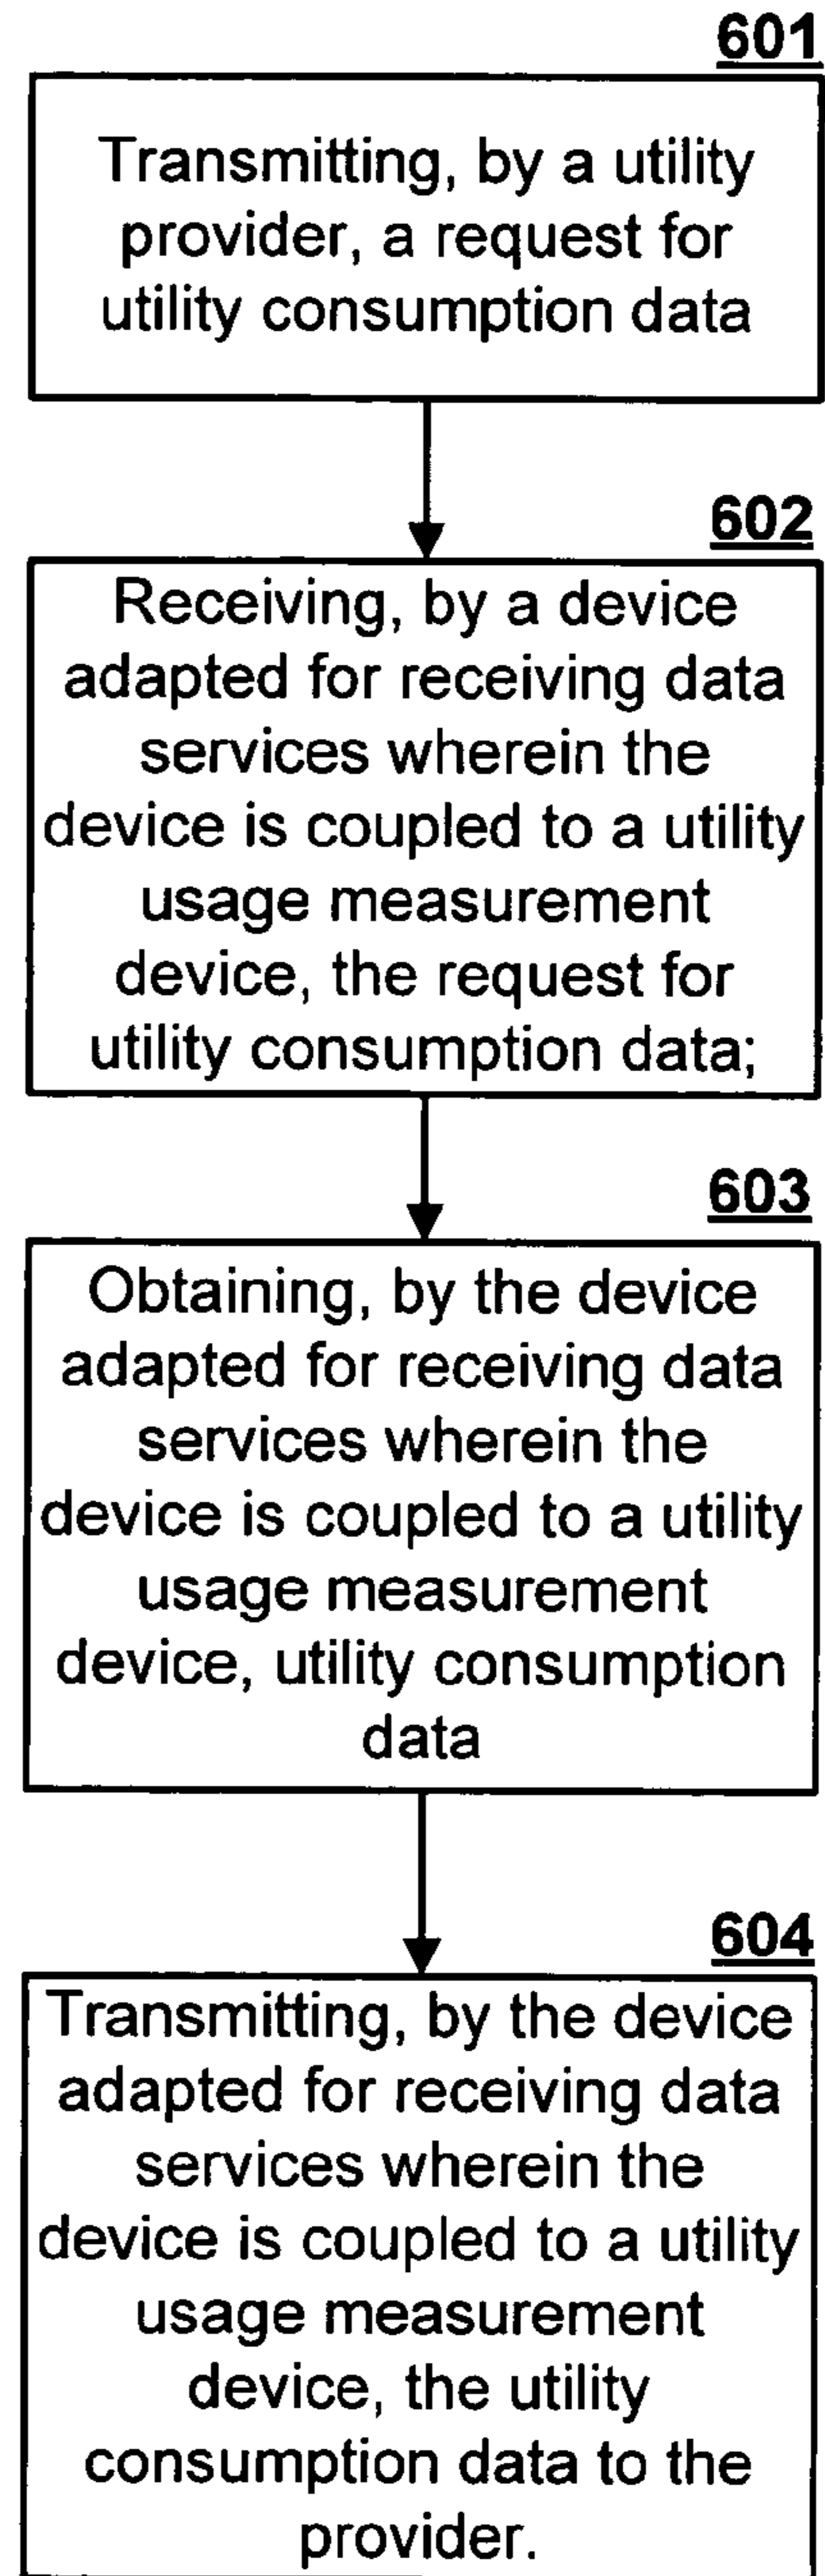 601
Transmitting, by a utility
provider, a request for
utility consumption data
602
Receiving, by a device
adapted for receiving data
services wherein the
device is coupled to a utility
usage measurement
device, the request for
utility consumption data;
603
Obtaining, by the device
adapted for receiving data
services wherein the
device is coupled to a utility
usage measurement
device, utility consumption
data
604
Transmitting, by the device
adapted for receiving data
services wherein the
device is coupled to a utility
usage measurement
device, the utility
consumption data to the
provider.